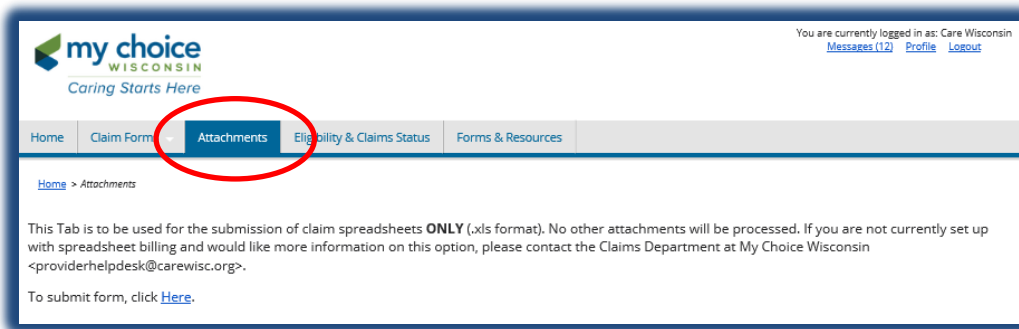 my choice
WISCONSIN
Caring Starts Here
You are currently logged in as: Care Wisconsin
Messages (12) Profile Logout
Home Claim Form Attachments Eligibility & Claims Status Forms & Resources
Home > Attachments
This Tab is to be used for the submission of claim spreadsheets ONLY (.xls format). No other attachments will be processed. If you are not currently set up
with spreadsheet billing and would like more information on this option, please contact the Claims Department at My Choice Wisconsin
<providerhelpdesk@carewisc.org>.
To submit form, click Here.